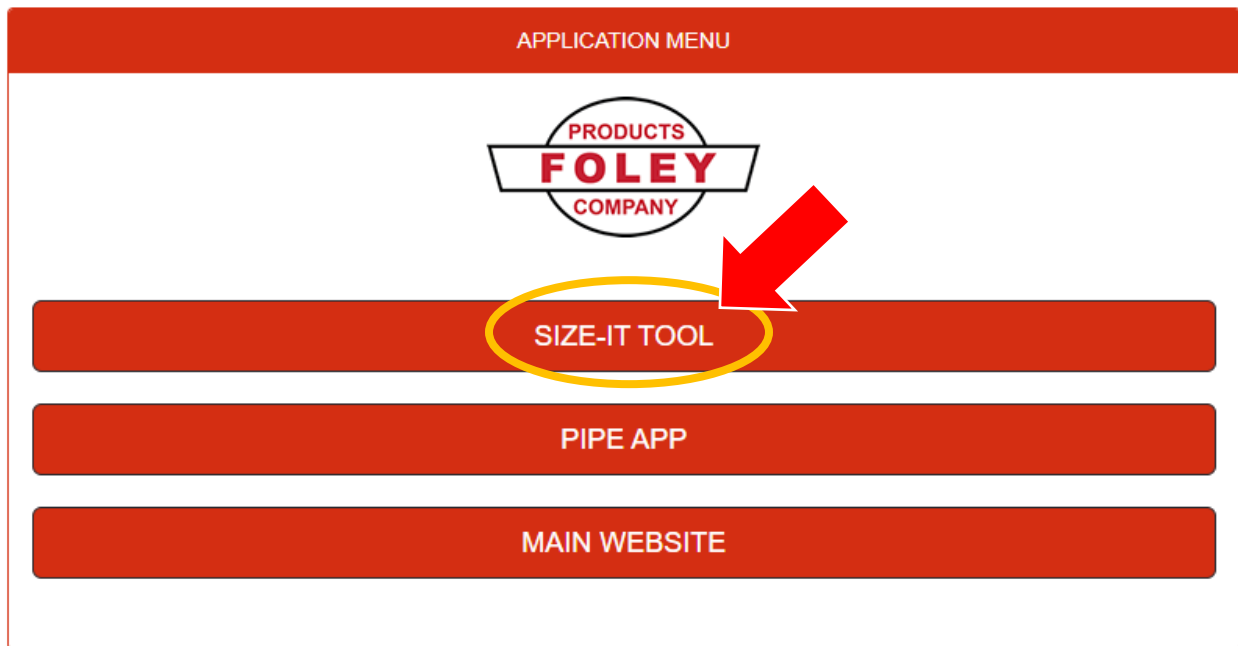 APPLICATION MENU
PRODUCTS
FOLEY
COMPANY
SIZE-IT TOOL
PIPE APP
MAIN WEBSITE